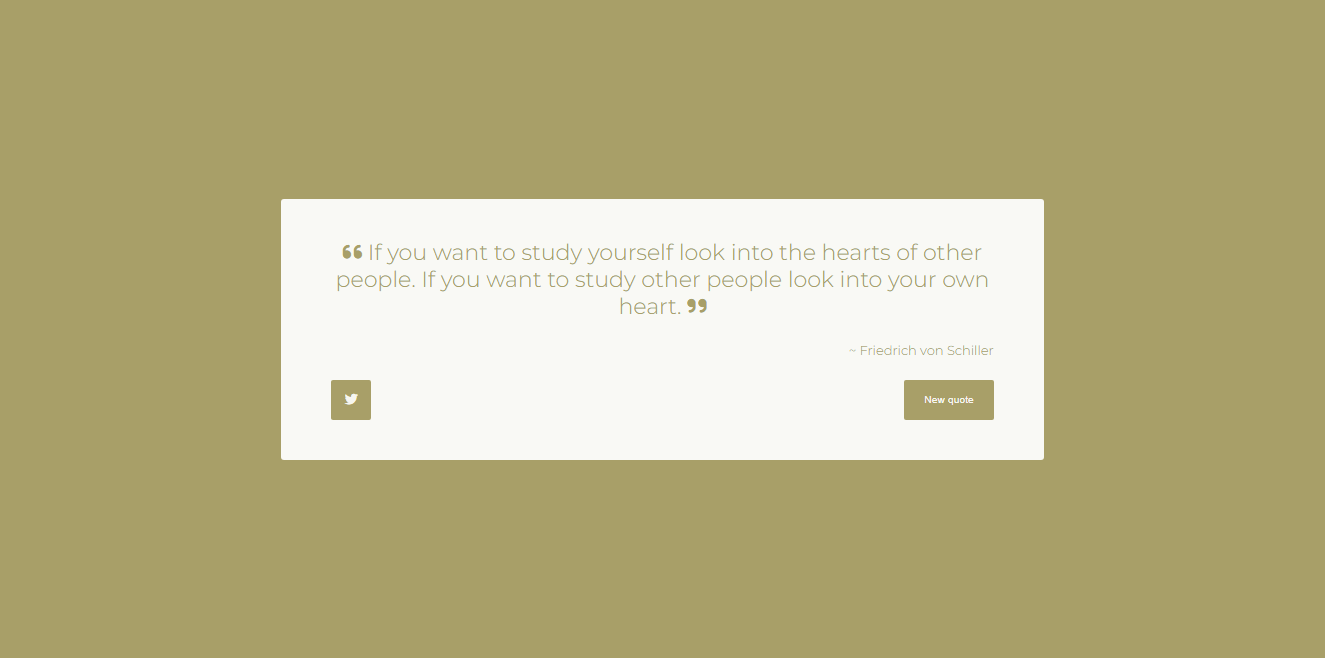 “ If you want to study yourself look into the hearts of other
people. If you want to study other people look into your own
heart. ”
~ Friedrich von Schiller
New quote